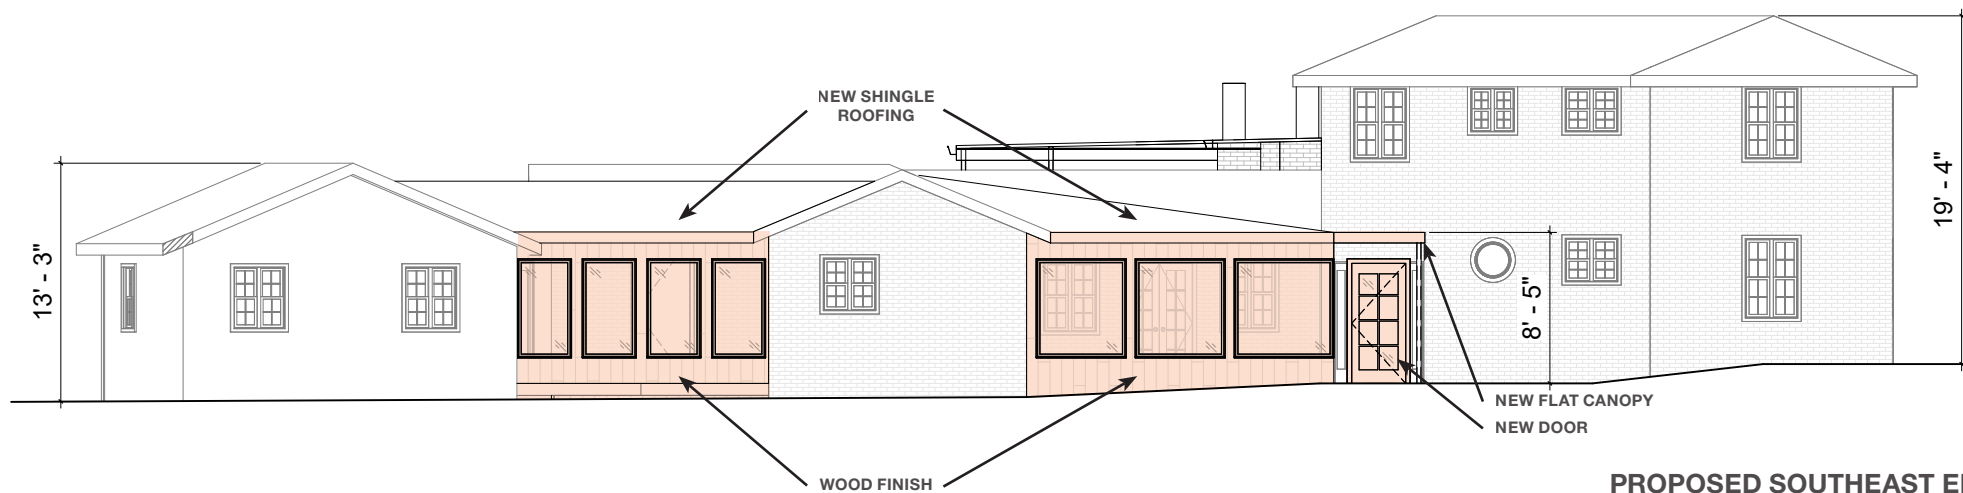 NEW SHINGLE
ROOFING
13' - 3"
19' - 4"
8' - 5"
NEW FLAT CANOPY
NEW DOOR
WOOD FINISH
PROPOSED SOUTHEAST